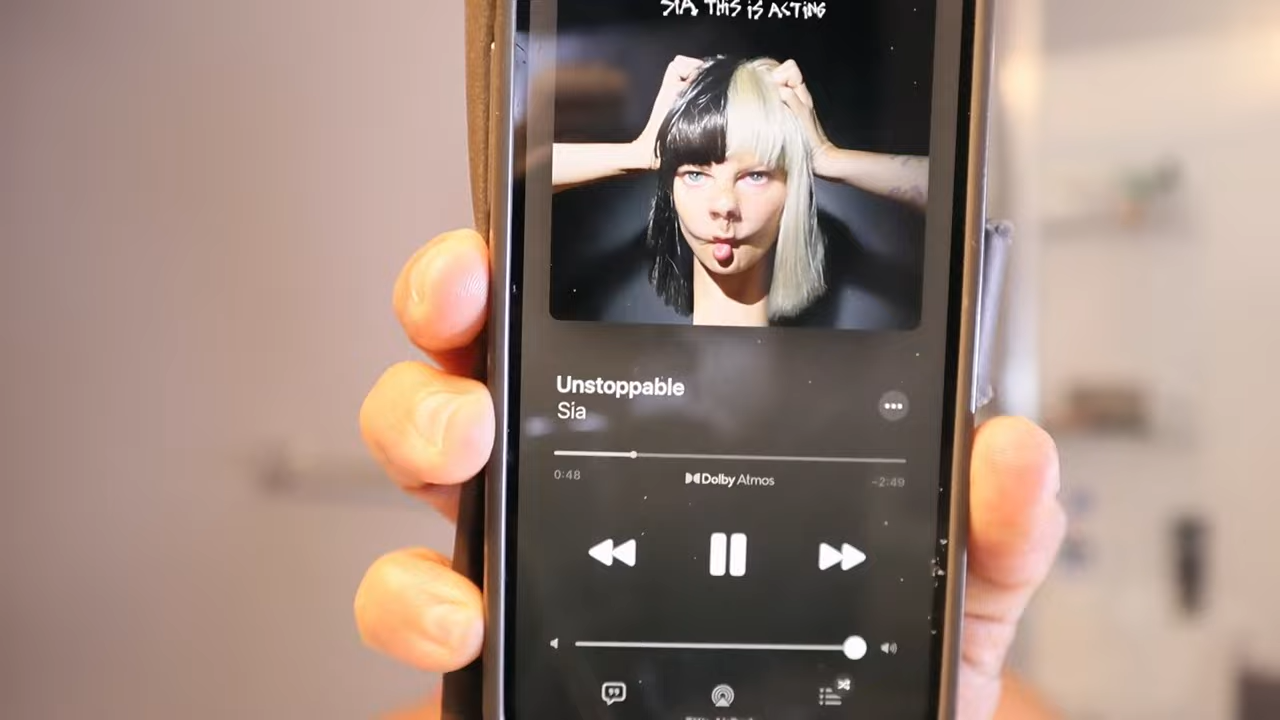 SIA. THIS IS ACTING
Unstoppable
Sia
0:48
Dolby Atmos
-2:49